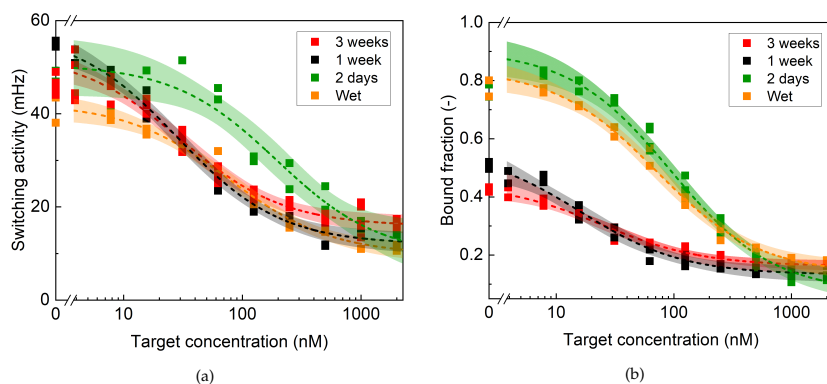 60
40
20
0
Switching activity (mHz)
3 weeks
1 week
2 days
Wet
0
10
100
1000
Target concentration (nM)
(a)
1.0
0.8
0.6
0.4
0.2
Bound fraction (-)
3 weeks
1 week
2 days
Wet
0
10
100
1000
Target concentration (nM)
(b)